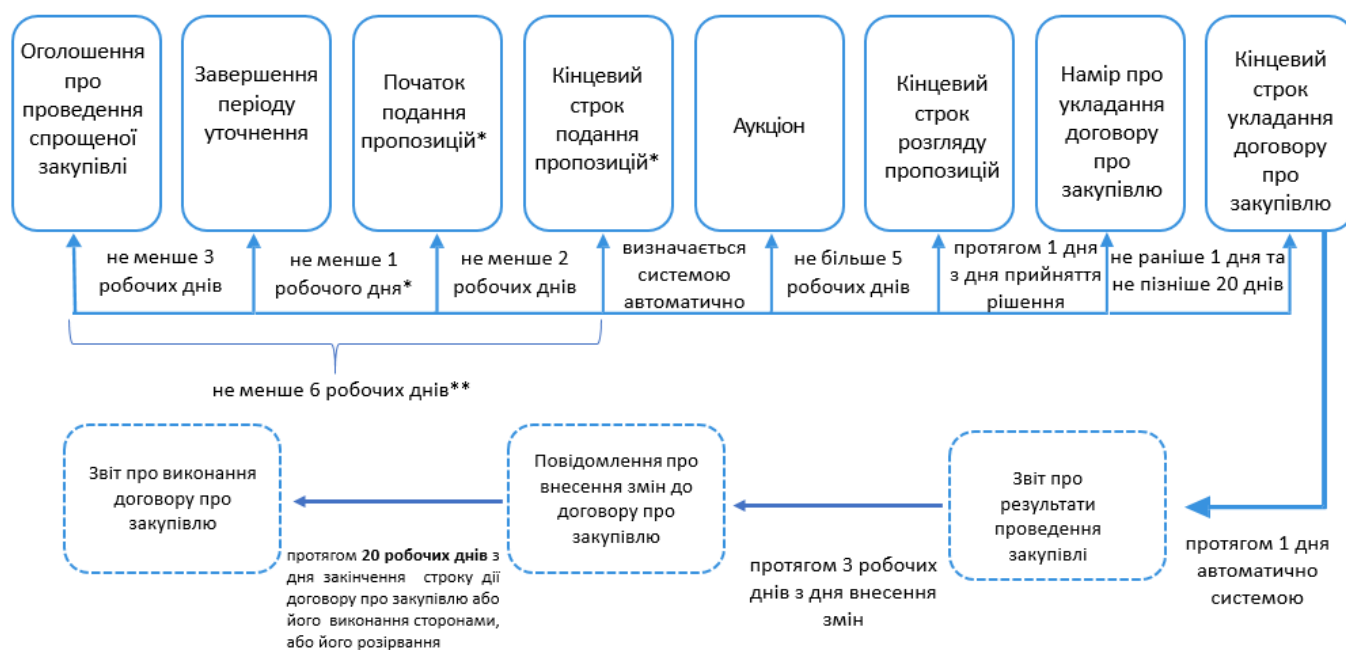 Оголошення
про
проведення
спрощеної
закупівлі
Завершення
періоду
уточнення
Початок
подання
пропозицій*
Кінцевий
строк
подання
пропозицій*
Аукціон
Кінцевий
строк
розгляду
пропозицій
Намір про
укладання
договору
про
закупівлю
Кінцевий
строк
укладання
договору
про
закупівлю
не менше 3
робочих днів
не менше 1
робочого дня*
не менше 2
робочих днів
визначається
системою
автоматично
не більше 5
робочих днів
протягом 1 дня
з дня прийняття
рішення
не раніше 1 дня та
не пізніше 20 днів
не менше 6 робочих днів**
Звіт про виконання
договору про
закупівлю
Повідомлення про
внесення змін до
договору про
закупівлю
Звіт про
результати
проведення
закупівлі
протягом 20 робочих днів з
дня закінчення строку дії
договору про закупівлю або
його виконання сторонами,
або його розірвання
протягом 3 робочих
днів з дня внесення
змін
протягом 1 дня
автоматично
системою